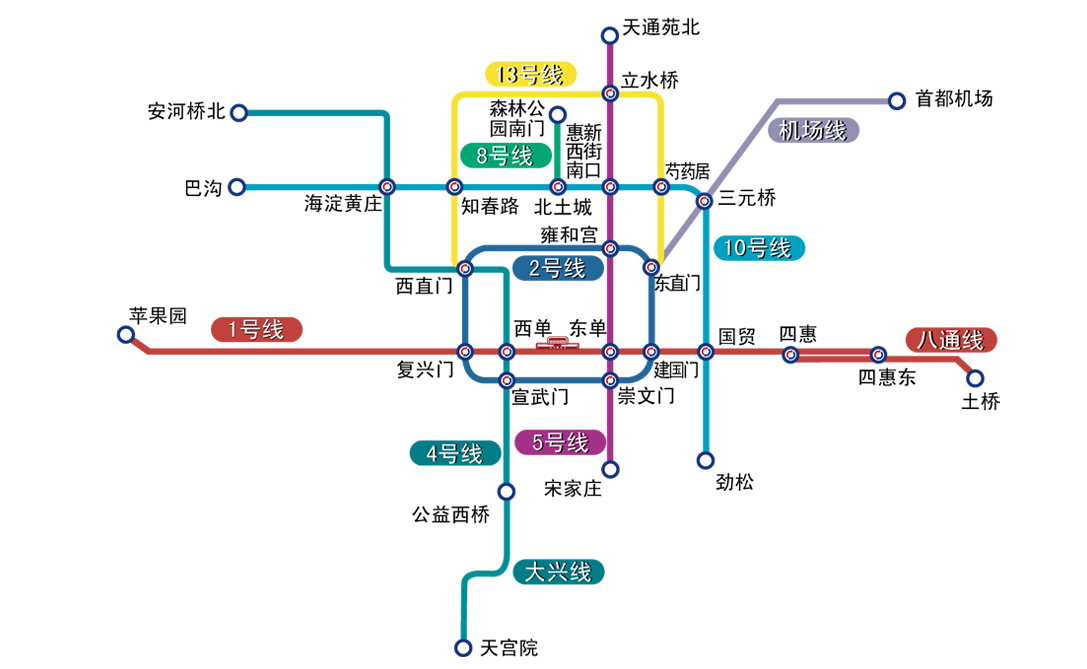 天通苑北
13号线
立水桥
安河桥北
森林公
园南门
首都机场
惠新
西街
南口
机场线
8号线
芍药居
巴沟
海淀黄庄
知春路
北土城
三元桥
雍和宫
10号线
2号线
西直门
东直门
苹果园
1号线
西单
东单
国贸
四惠
八通线
复兴门
建国门
四惠东
宣武门
崇文门
土桥
4号线
5号线
宋家庄
劲松
公益西桥
大兴线
天宫院